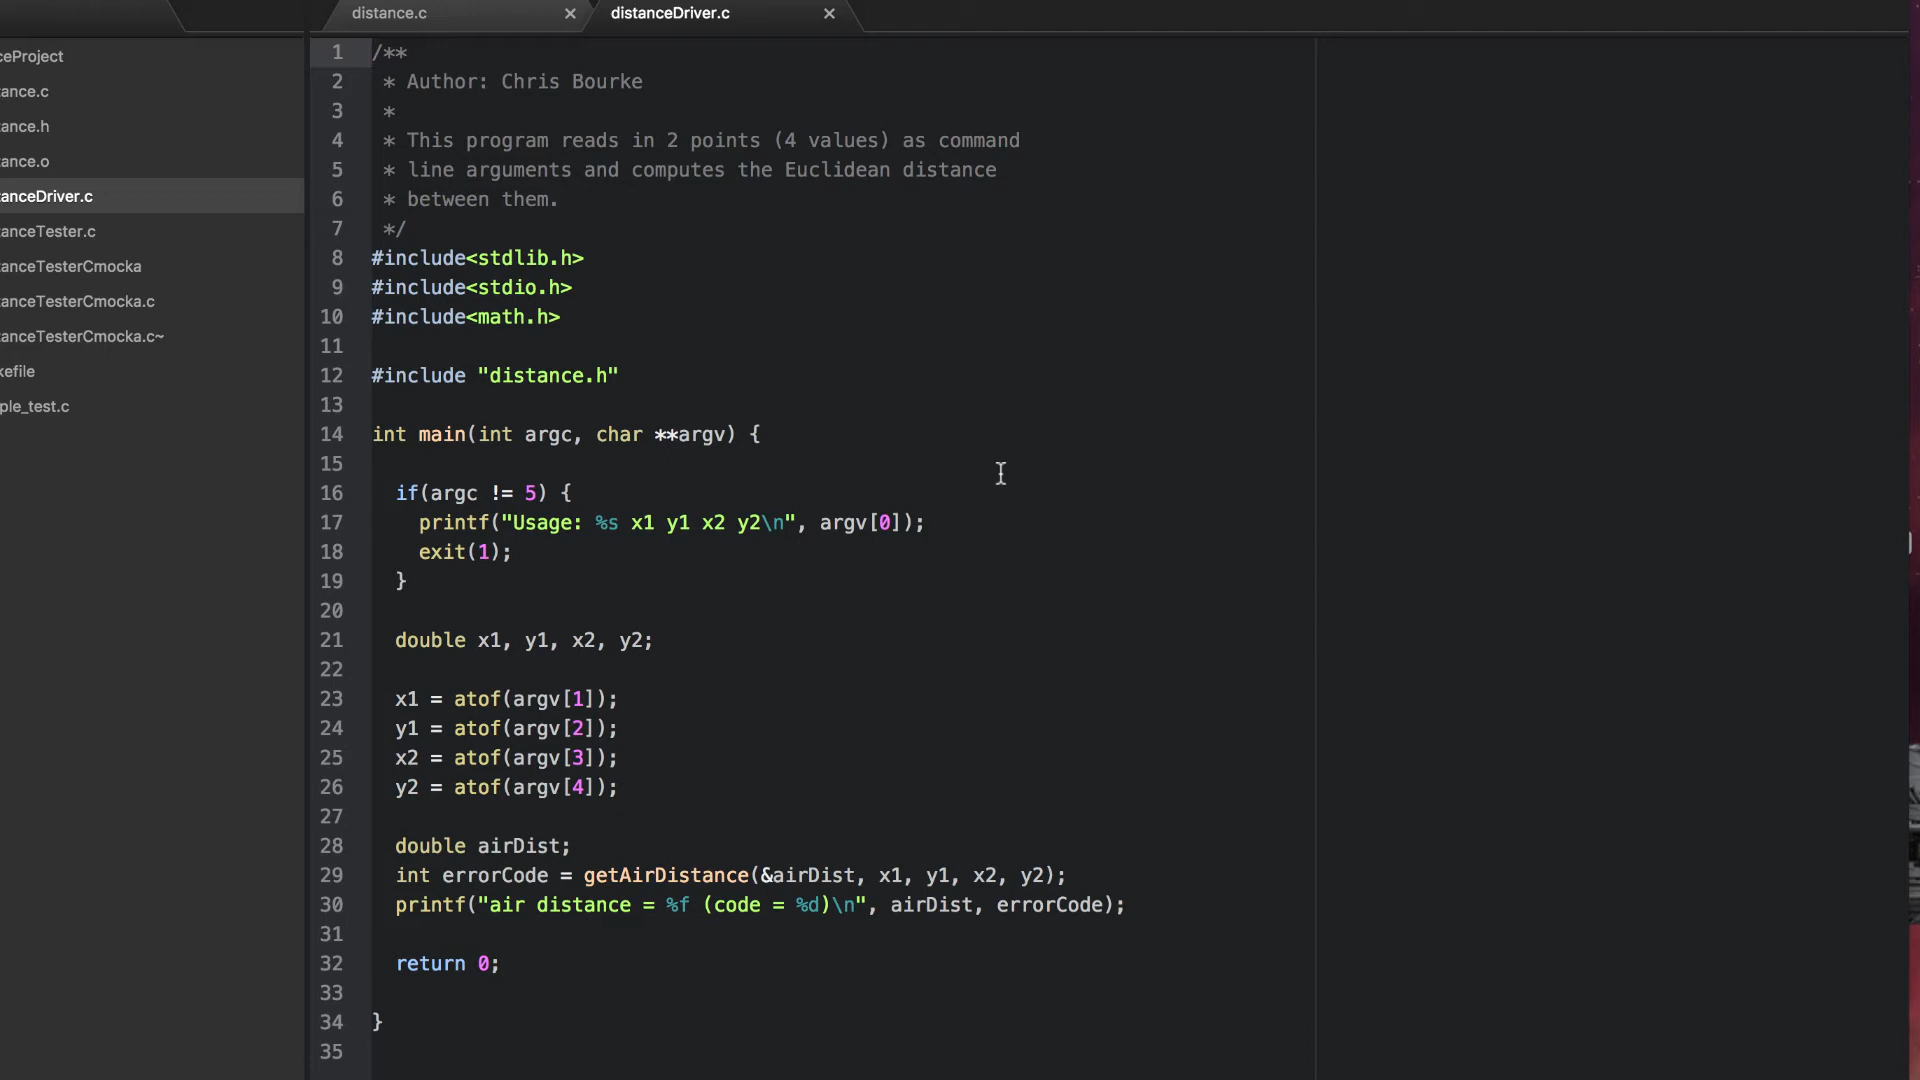 distance.c
distanceDriver.c
eProject
ance.c
ance.h
ance.o
anceDriver.c
anceTester.c
anceTesterCmocka
anceTesterCmocka.c
anceTesterCmocka.c~
kefile
ple_test.c
1 /**
2 * Author: Chris Bourke
3 *
4 * This program reads in 2 points (4 values) as command
5 * line arguments and computes the Euclidean distance
6 * between them.
7 */
8 #include<stdlib.h>
9 #include<stdio.h>
10 #include<math.h>
11
12 #include "distance.h"
13
14 int main(int argc, char **argv) {
15
16 if(argc != 5) {
17 printf("Usage: %s x1 y1 x2 y2\n", argv[0]);
18 exit(1);
19 }
20
21 double x1, y1, x2, y2;
22
23 x1 = atof(argv[1]);
24 y1 = atof(argv[2]);
25 x2 = atof(argv[3]);
26 y2 = atof(argv[4]);
27
28 double airDist;
29 int errorCode = getAirDistance(&airDist, x1, y1, x2, y2);
30 printf("air distance = %f (code = %d)\n", airDist, errorCode);
31
32 return 0;
33
34 }
35